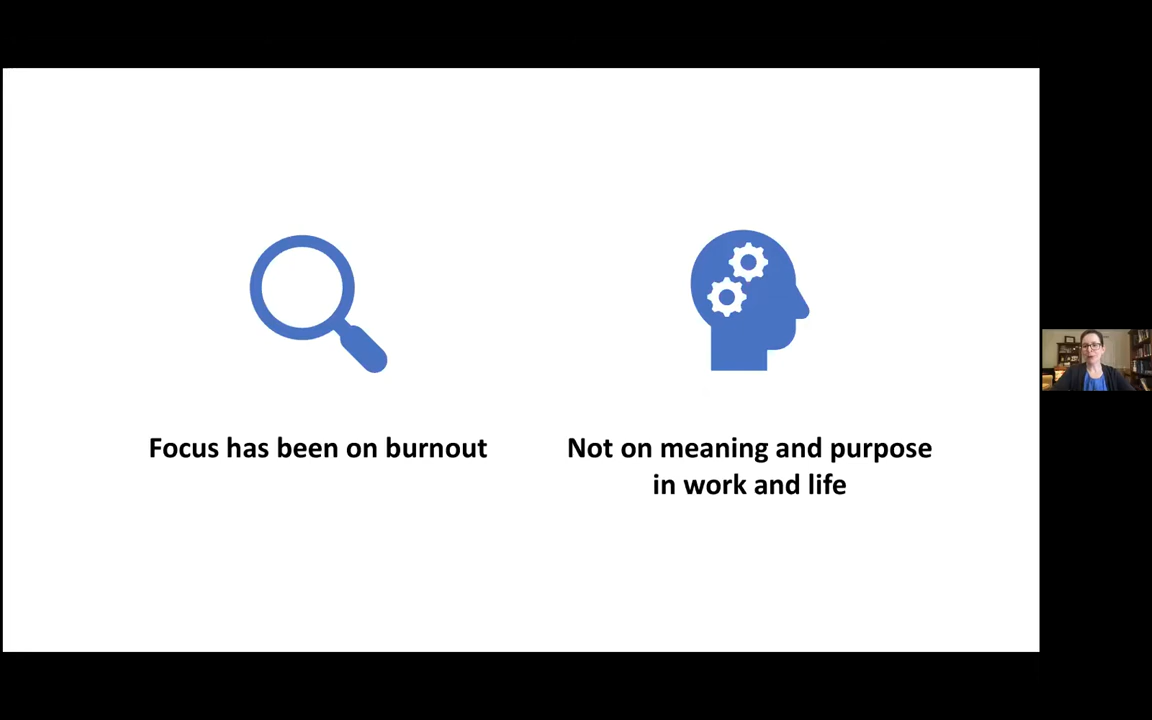 Focus has been on burnout
Not on meaning and purpose
in work and life